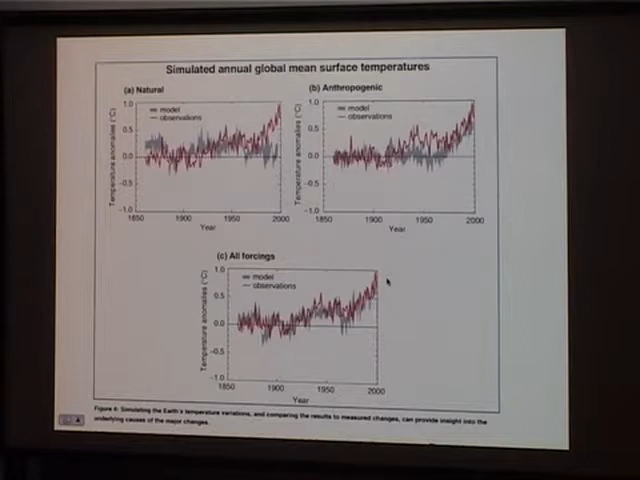 Simulated annual global mean surface temperatures
(a) Natural
(b) Anthropogenic
Temperature anomalies (°C)
1.0
0.5
0.0
−0.5
−1.0
model
observations
1850
1900
1950
2000
Year
Temperature anomalies (°C)
1.0
0.5
0.0
−0.5
−1.0
model
observations
1850
1900
1950
2000
Year
(c) All forcings
Temperature anomalies (°C)
1.0
0.5
0.0
−0.5
−1.0
model
observations
1850
1900
1950
2000
Year
Figure 4: Simulating the Earth's temperature variations, and comparing the results to measured changes, can provide insight into the
underlying causes of the major changes.